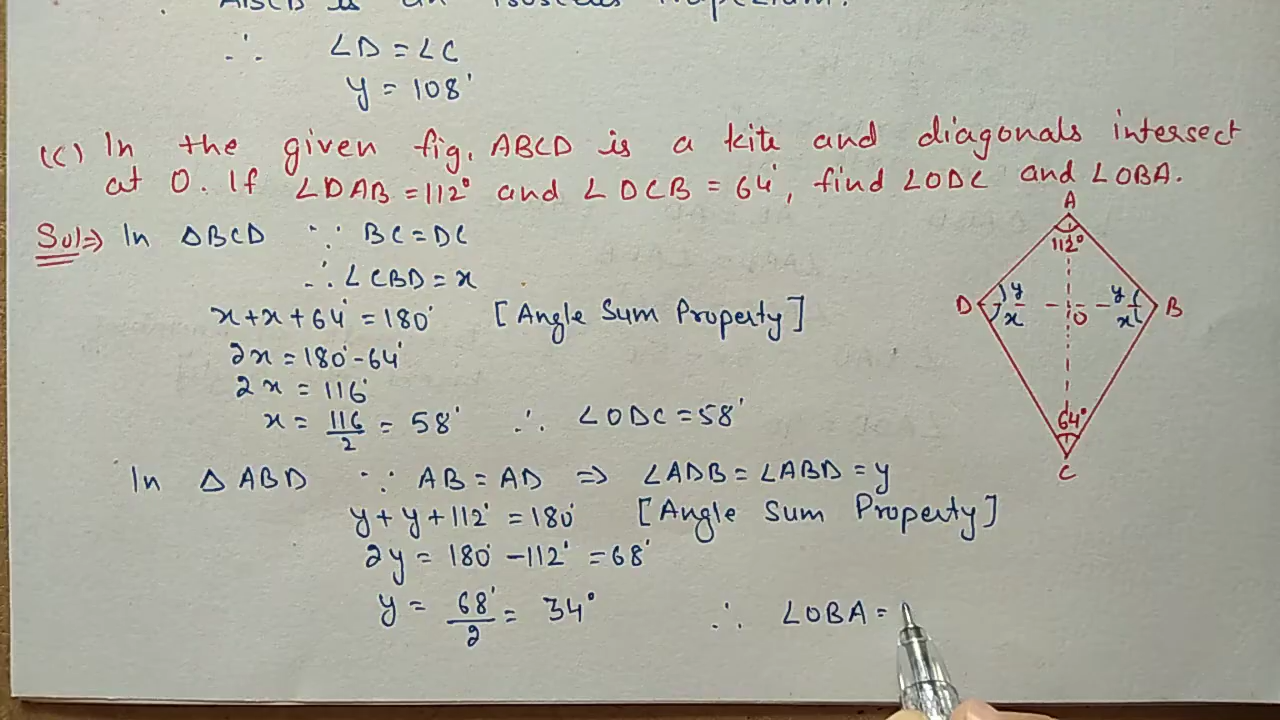 ∴ ∠D = ∠C
y = 108°
(c) In the given fig. ABCD is a kite and diagonals intersect
at O. If ∠DAB = 112° and ∠DCB = 64°, find ∠ODC and ∠OBA.
Sol⇒ In △BCD ∵ BC = DC
∴ ∠CBD = x
x + x + 64° = 180° [Angle Sum Property]
2x = 180° - 64°
2x = 116°
x = 116/2 = 58° ∴ ∠ODC = 58°
In △ABD ∵ AB = AD ⇒ ∠ADB = ∠ABD = y
y + y + 112° = 180° [Angle Sum Property]
2y = 180° - 112° = 68°
y = 68°/2 = 34° ∴ ∠OBA =
A
112°
D y y B
x O x
64°
C